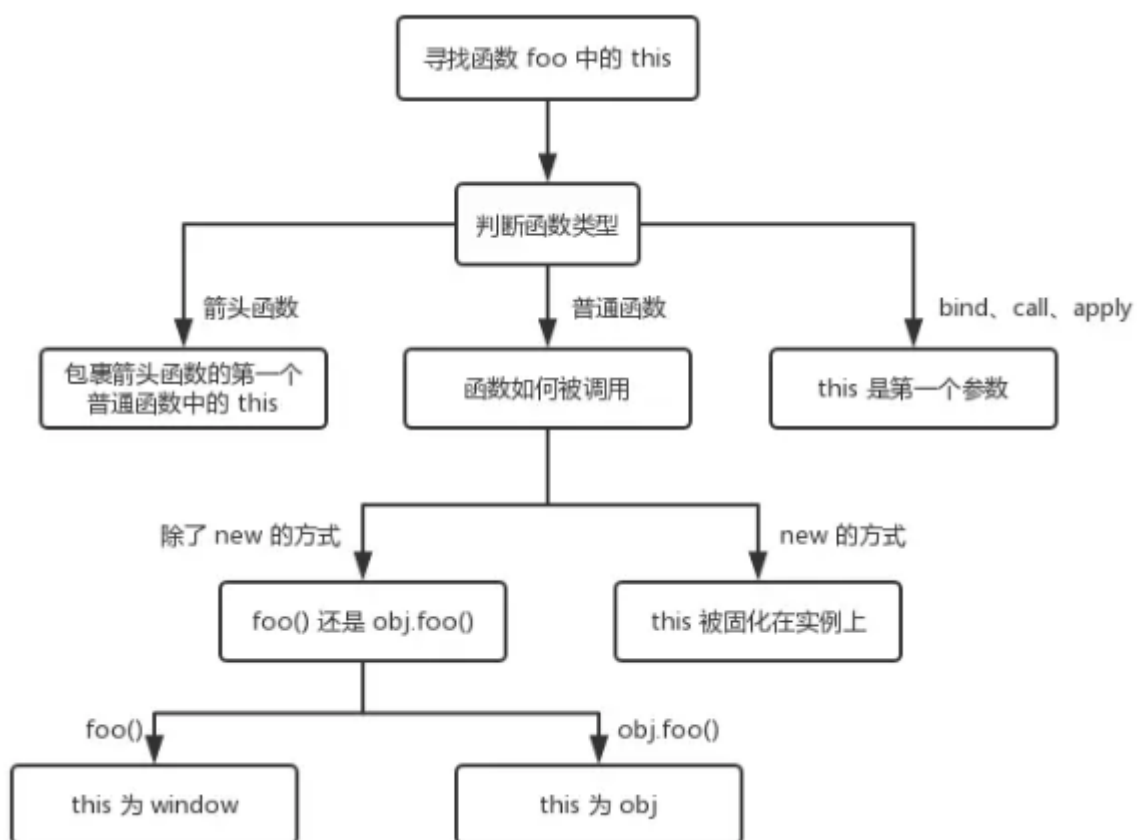 寻找函数 foo 中的 this
判断函数类型
箭头函数
普通函数
bind、call、apply
包裹箭头函数的第一个
普通函数中的 this
函数如何被调用
this 是第一个参数
除了 new 的方式
new 的方式
foo() 还是 obj.foo()
this 被固化在实例上
foo()
obj.foo()
this 为 window
this 为 obj